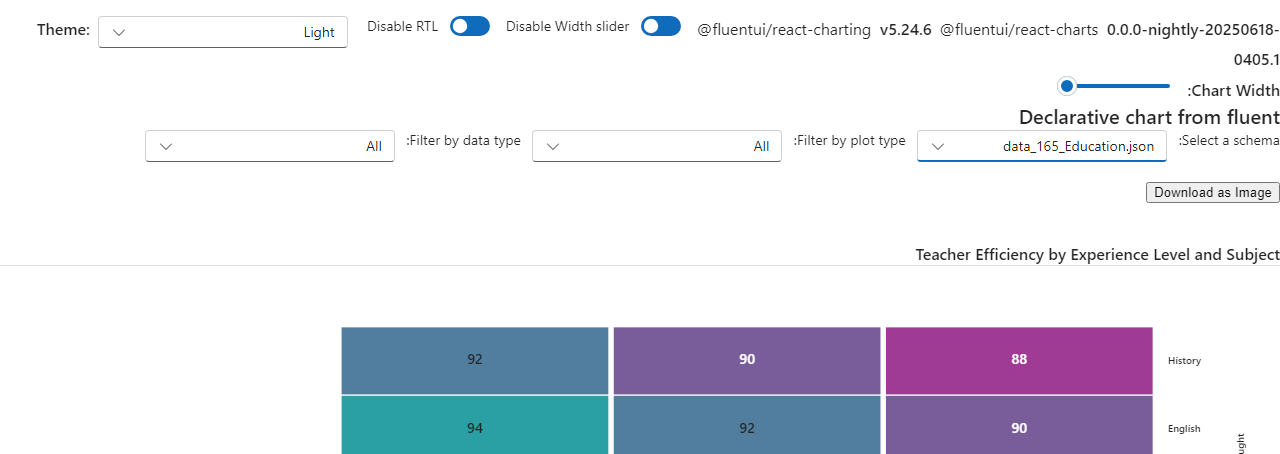 Theme: Light Disable RTL Disable Width slider @fluentui/react-charting v5.24.6 @fluentui/react-charts 0.0.0-nightly-20250618-
0405.1
:Chart Width
Declarative chart from fluent
All :Filter by data type All :Filter by plot type data_165_Education.json :Select a schema
Download as Image
Teacher Efficiency by Experience Level and Subject
92 90 88 History
94 92 90 English